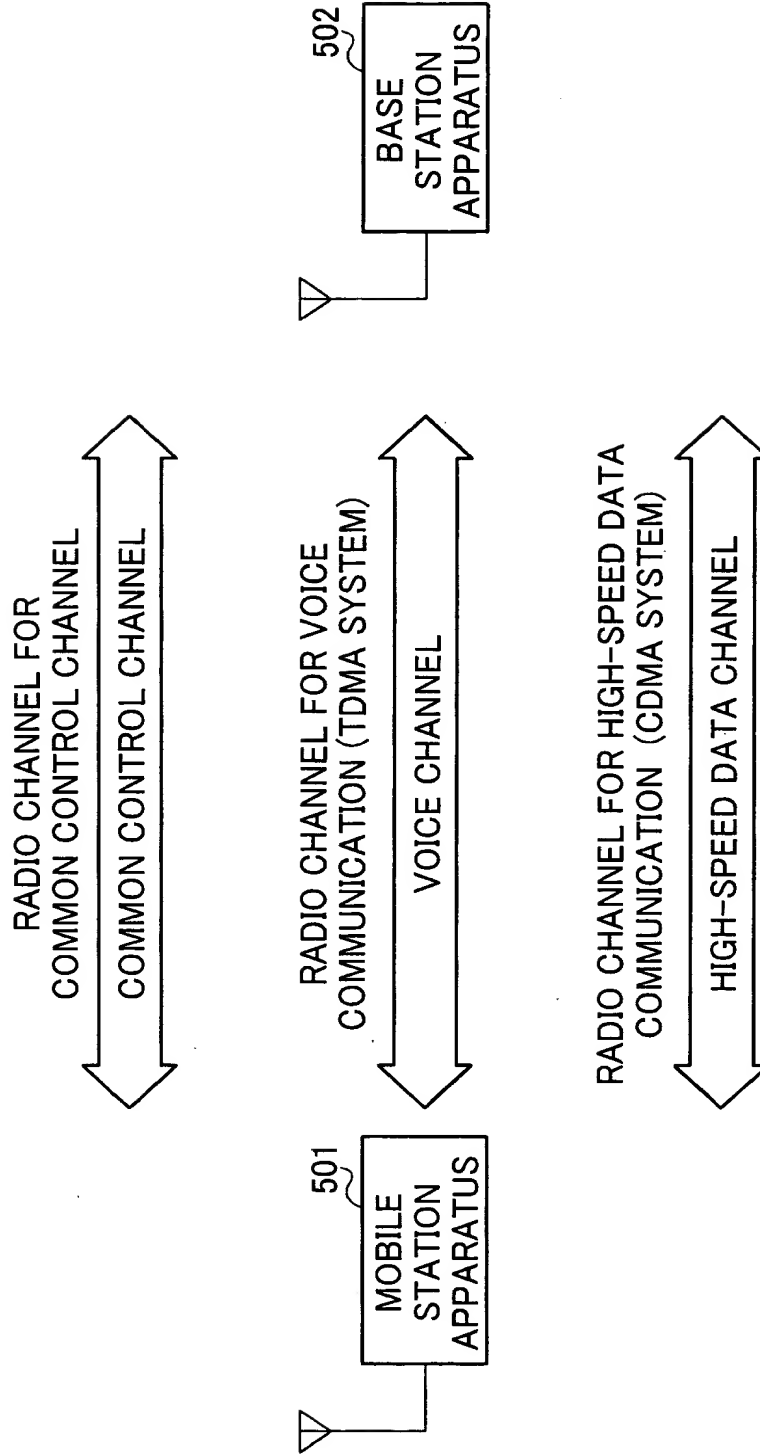 RADIO CHANNEL FOR
COMMON CONTROL CHANNEL
COMMON CONTROL CHANNEL
501
MOBILE
STATION
APPARATUS
RADIO CHANNEL FOR VOICE
COMMUNICATION (TDMA SYSTEM)
VOICE CHANNEL
502
BASE
STATION
APPARATUS
RADIO CHANNEL FOR HIGH-SPEED DATA
COMMUNICATION (CDMA SYSTEM)
HIGH-SPEED DATA CHANNEL